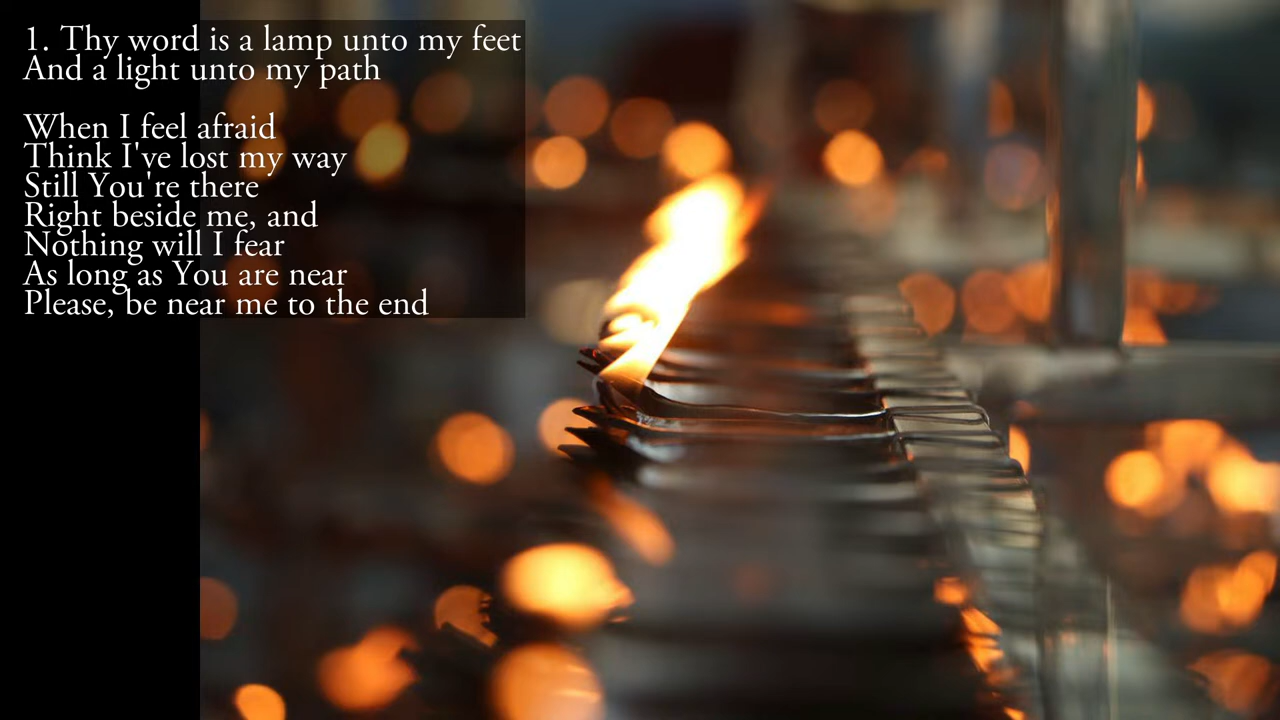 1. Thy word is a lamp unto my feet
And a light unto my path
When I feel afraid
Think I've lost my way
Still You're there
Right beside me, and
Nothing will I fear
As long as You are near
Please, be near me to the end